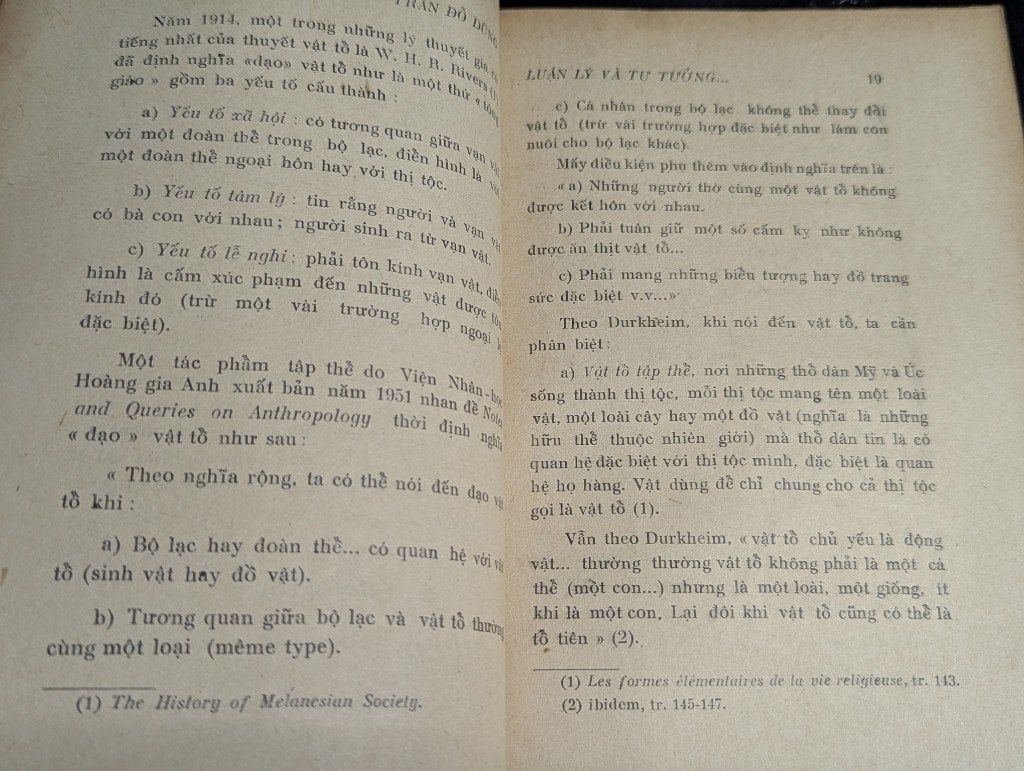 TRẦN ĐỖ DŨNG
Năm 1914, một trong những lý thuyết gia
tiếng nhất của thuyết vật tổ là W. H. R. Rivers (1)
đã định nghĩa «đạo» vật tổ như là một thứ « tôn
giáo » gồm ba yếu tố cấu thành :
a) Yếu tố xã hội : có tương quan giữa vạn vật
với một đoàn thể trong bộ lạc, điển hình là với
một đoàn thể ngoại hôn hay với thị tộc.
b) Yếu tố tâm lý : tin rằng người và vạn vật
có bà con với nhau ; người sinh ra từ vạn vật.
c) Yếu tố lễ nghi : phải tôn kính vạn vật, điển
hình là cấm xúc phạm đến những vật được tôn
kính đó (trừ một vài trường hợp ngoại lệ
đặc biệt).
Một tác phẩm tập thể do Viện Nhân-học
Hoàng gia Anh xuất bản năm 1951 nhan đề Notes
and Queries on Anthropology thời định nghĩa
« đạo » vật tổ như sau :
« Theo nghĩa rộng, ta có thể nói đến đạo vật
tổ khi :
a) Bộ lạc hay đoàn thể... có quan hệ với vật
tổ (sinh vật hay đồ vật).
b) Tương quan giữa bộ lạc và vật tổ thường
cùng một loại (même type).
(1) The History of Melanesian Society.
LUẬN LÝ VÀ TƯ TƯỞNG... 19
c) Cá nhân trong bộ lạc không thể thay đổi
vật tổ (trừ vài trường hợp đặc biệt như làm con
nuôi cho bộ lạc khác).
Mấy điều kiện phụ thêm vào định nghĩa trên là :
« a) Những người thờ cùng một vật tổ không
được kết hôn với nhau.
b) Phải tuân giữ một số cấm kỵ như không
được ăn thịt vật tổ...
c) Phải mang những biểu tượng hay đồ trang
sức đặc biệt v.v...»
Theo Durkheim, khi nói đến vật tổ, ta cần
phân biệt :
a) Vật tổ tập thể, nơi những thổ dân Mỹ và Úc
sống thành thị tộc, mỗi thị tộc mang tên một loài
vật, một loài cây hay một đồ vật (nghĩa là những
hữu thể thuộc nhiên giới) mà thổ dân tin là có
quan hệ đặc biệt với thị tộc mình, đặc biệt là quan
hệ họ hàng. Vật dùng để chỉ chung cho cả thị tộc
gọi là vật tổ (1).
Vẫn theo Durkheim, « vật tổ chủ yếu là động
vật... thường thường vật tổ không phải là một cá
thể (một con...) nhưng là một loài, một giống, ít
khi là một con. Lại đôi khi vật tổ cũng có thể là
tổ tiên » (2).
(1) Les formes élémentaires de la vie religieuse, tr. 143.
(2) ibidem, tr. 145-147.